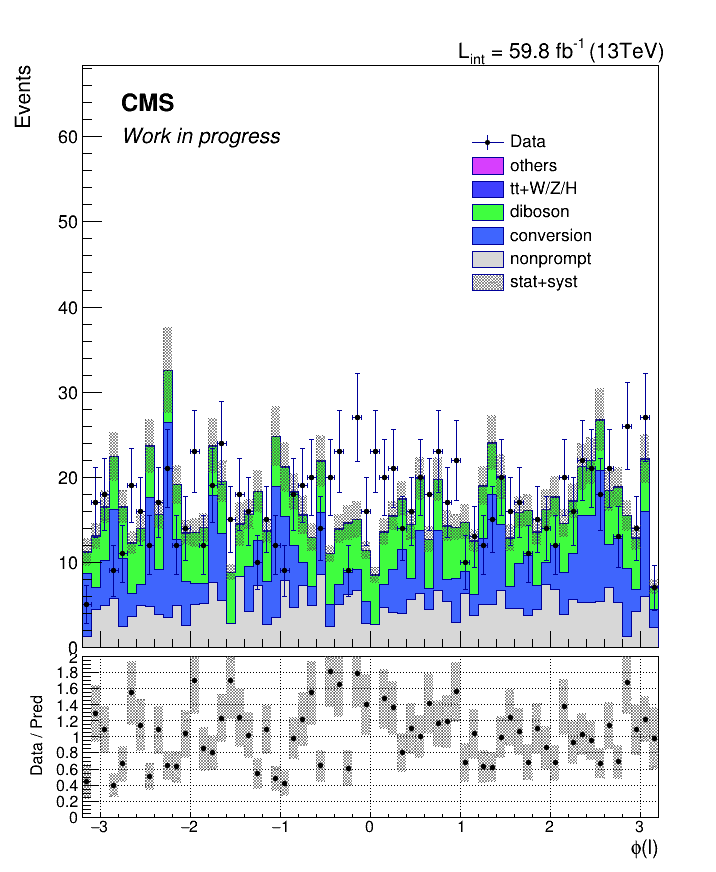 L_int = 59.8 fb^-1 (13TeV)
Events
CMS
Work in progress
Data
others
tt+W/Z/H
diboson
conversion
nonprompt
stat+syst
60
50
40
30
20
10
0
Data / Pred
2
1.8
1.6
1.4
1.2
1
0.8
0.6
0.4
0.2
0
−3 −2 −1 0 1 2 3
ϕ(l)